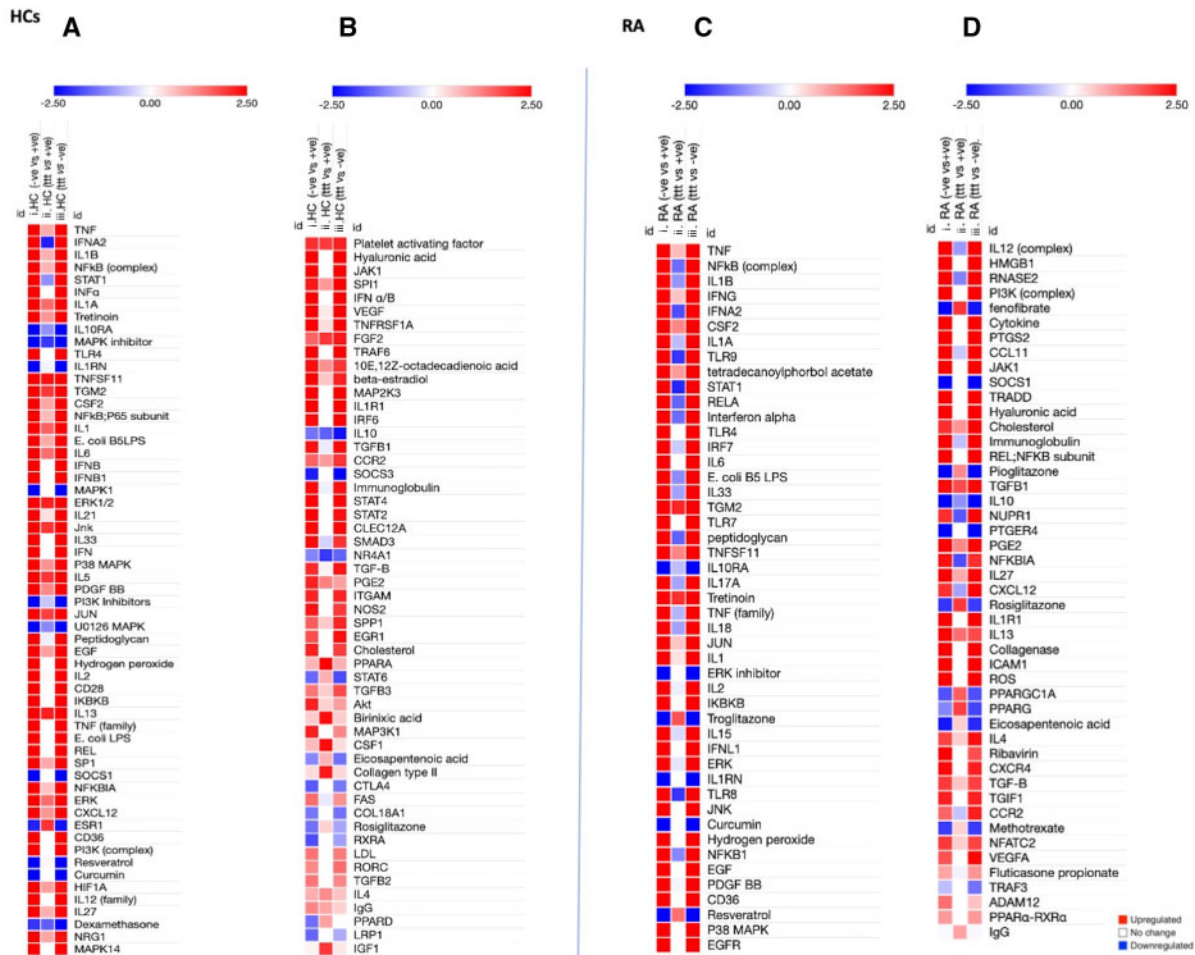 HCs
A
B
RA
C
D
-2.50 0.00 2.50
-2.50 0.00 2.50
-2.50 0.00 2.50
-2.50 0.00 2.50
id
i.HC (-ve vs +ve)
ii. HC (ttt vs +ve)
iii.HC (ttt vs -ve)
id
TNF
IFNA2
IL1B
NFkB (complex)
STAT1
INFα
IL1A
Tretinoin
IL10RA
MAPK inhibitor
TLR4
IL1RN
TNFSF11
TGM2
CSF2
NFkB;P65 subunit
IL1
E. coli B5LPS
IL6
IFNB
IFNB1
MAPK1
ERK1/2
IL21
Jnk
IL33
IFN
P38 MAPK
IL5
PDGF BB
PI3K Inhibitors
JUN
U0126 MAPK
Peptidoglycan
EGF
Hydrogen peroxide
IL2
CD28
IKBKB
IL13
TNF (family)
E. coli LPS
REL
SP1
SOCS1
NFKBIA
ERK
CXCL12
ESR1
CD36
PI3K (complex)
Resveratrol
Curcumin
HIF1A
IL12 (family)
IL27
Dexamethasone
NRG1
MAPK14
id
i.HC (-ve vs +ve)
ii. HC (ttt vs +ve)
iii.HC (ttt vs -ve)
id
Platelet activating factor
Hyaluronic acid
JAK1
SPI1
IFN α/B
VEGF
TNFRSF1A
FGF2
TRAF6
10E,12Z-octadecadienoic acid
beta-estradiol
MAP2K3
IL1R1
IRF6
IL10
TGFB1
CCR2
SOCS3
Immunoglobulin
STAT4
STAT2
CLEC12A
SMAD3
NR4A1
TGF-B
PGE2
ITGAM
NOS2
SPP1
EGR1
Cholesterol
PPARA
STAT6
TGFB3
Akt
Birinixic acid
MAP3K1
CSF1
Eicosapentenoic acid
Collagen type II
CTLA4
FAS
COL18A1
Rosiglitazone
RXRA
LDL
RORC
TGFB2
IL4
IgG
PPARD
LRP1
IGF1
id
i. RA (-ve vs +ve)
ii. RA (ttt vs +ve)
iii. RA (ttt vs -ve)
id
TNF
NFkB (complex)
IL1B
IFNG
IFNA2
CSF2
IL1A
TLR9
tetradecanoylphorbol acetate
STAT1
RELA
Interferon alpha
TLR4
IRF7
IL6
E. coli B5 LPS
IL33
TGM2
TLR7
peptidoglycan
TNFSF11
IL10RA
IL17A
Tretinoin
TNF (family)
IL18
JUN
IL1
ERK inhibitor
IL2
IKBKB
Troglitazone
IL15
IFNL1
ERK
IL1RN
TLR8
JNK
Curcumin
Hydrogen peroxide
NFKB1
EGF
PDGF BB
CD36
Resveratrol
P38 MAPK
EGFR
id
i. RA (-ve vs+ve)
ii. RA (ttt vs +ve)
iii. RA (ttt vs -ve).
id
IL12 (complex)
HMGB1
RNASE2
PI3K (complex)
fenofibrate
Cytokine
PTGS2
CCL11
JAK1
SOCS1
TRADD
Hyaluronic acid
Cholesterol
Immunoglobulin
REL;NFKB subunit
Pioglitazone
TGFB1
IL10
NUPR1
PTGER4
PGE2
NFKBIA
IL27
CXCL12
Rosiglitazone
IL1R1
IL13
Collagenase
ICAM1
ROS
PPARGC1A
PPARG
Eicosapentenoic acid
IL4
Ribavirin
CXCR4
TGF-B
TGIF1
CCR2
Methotrexate
NFATC2
VEGFA
Fluticasone propionate
TRAF3
ADAM12
PPARα-RXRα
IgG
Upregulated
No change
Downregulated